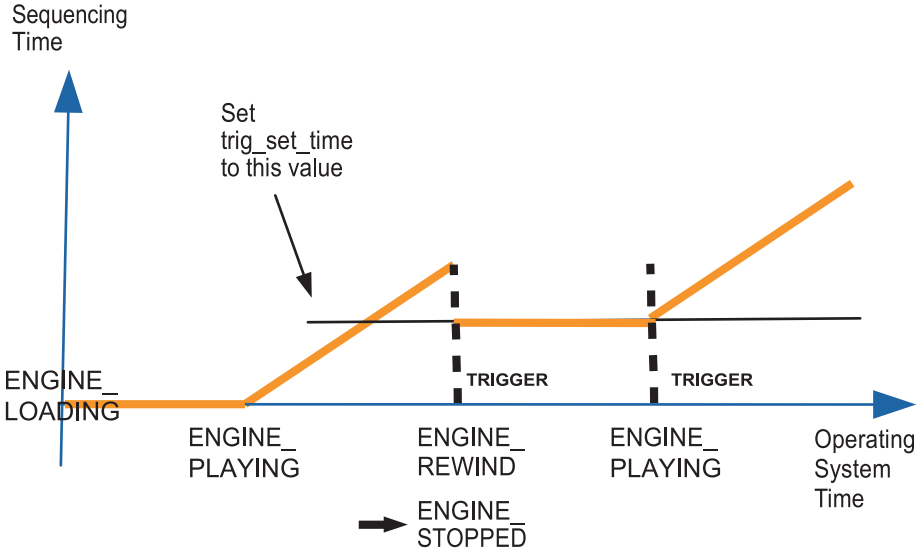 Sequencing
Time
Set
trig_set_time
to this value
ENGINE_
LOADING
TRIGGER
TRIGGER
ENGINE_
PLAYING
ENGINE_
REWIND
ENGINE_
PLAYING
Operating
System
Time
ENGINE_
STOPPED